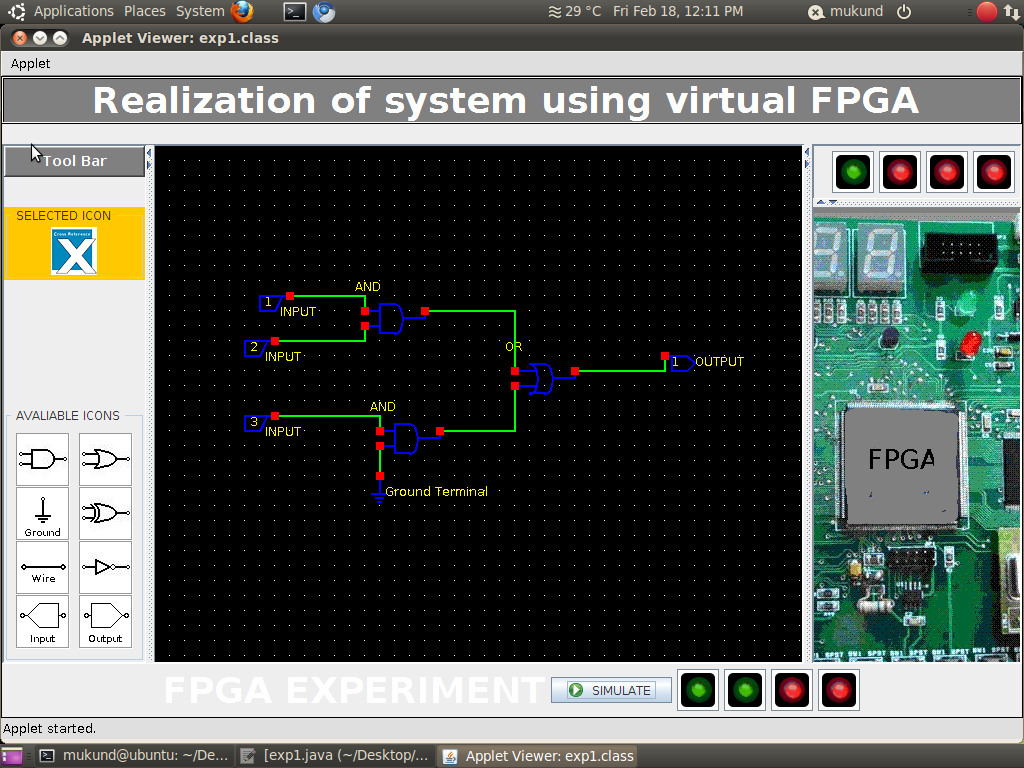 Applications Places System 29 °C Fri Feb 18, 12:11 PM mukund
Applet Viewer: exp1.class
Applet
Realization of system using virtual FPGA
Tool Bar
SELECTED ICON
Cross Reference
X
AND
1
INPUT
2
INPUT
OR
1 OUTPUT
AND
3
INPUT
Ground Terminal
AVALIABLE ICONS
Ground
Wire
Input Output
38
FPGA
FPGA EXPERIMENT SIMULATE
Applet started.
mukund@ubuntu: ~/De... [exp1.java (~/Desktop/... Applet Viewer: exp1.class